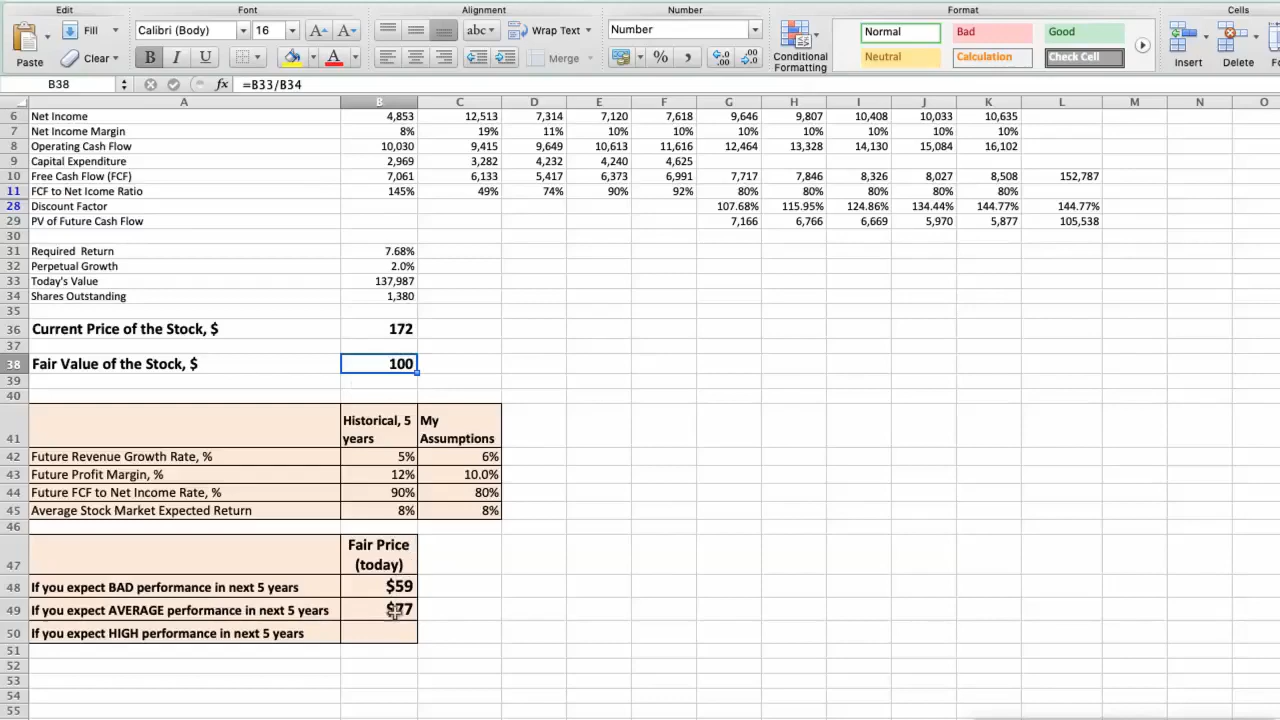 Edit Font Alignment Number Format Cells
Fill Calibri (Body) 16 A A abc Wrap Text Number Normal Bad Good
Paste Clear B I U A Merge % , .0 .00 .00 .0 Conditional Formatting Neutral Calculation Check Cell Insert Delete
B38 fx =B33/B34
A B C D E F G H I J K L M N O
6 Net Income 4,853 12,513 7,314 7,120 7,618 9,646 9,807 10,408 10,033 10,635
7 Net Income Margin 8% 19% 11% 10% 10% 10% 10% 10% 10% 10%
8 Operating Cash Flow 10,030 9,415 9,649 10,613 11,616 12,464 13,328 14,130 15,084 16,102
9 Capital Expenditure 2,969 3,282 4,232 4,240 4,625
10 Free Cash Flow (FCF) 7,061 6,133 5,417 6,373 6,991 7,717 7,846 8,326 8,027 8,508 152,787
11 FCF to Net Icome Ratio 145% 49% 74% 90% 92% 80% 80% 80% 80% 80%
28 Discount Factor 107.68% 115.95% 124.86% 134.44% 144.77% 144.77%
29 PV of Future Cash Flow 7,166 6,766 6,669 5,970 5,877 105,538
30
31 Required Return 7.68%
32 Perpetual Growth 2.0%
33 Today's Value 137,987
34 Shares Outstanding 1,380
35
36 Current Price of the Stock, $ 172
37
38 Fair Value of the Stock, $ 100
39
40
41 Historical, 5 years My Assumptions
42 Future Revenue Growth Rate, % 5% 6%
43 Future Profit Margin, % 12% 10.0%
44 Future FCF to Net Income Rate, % 90% 80%
45 Average Stock Market Expected Return 8% 8%
46
47 Fair Price (today)
48 If you expect BAD performance in next 5 years $59
49 If you expect AVERAGE performance in next 5 years $77
50 If you expect HIGH performance in next 5 years
51
52
53
54
55